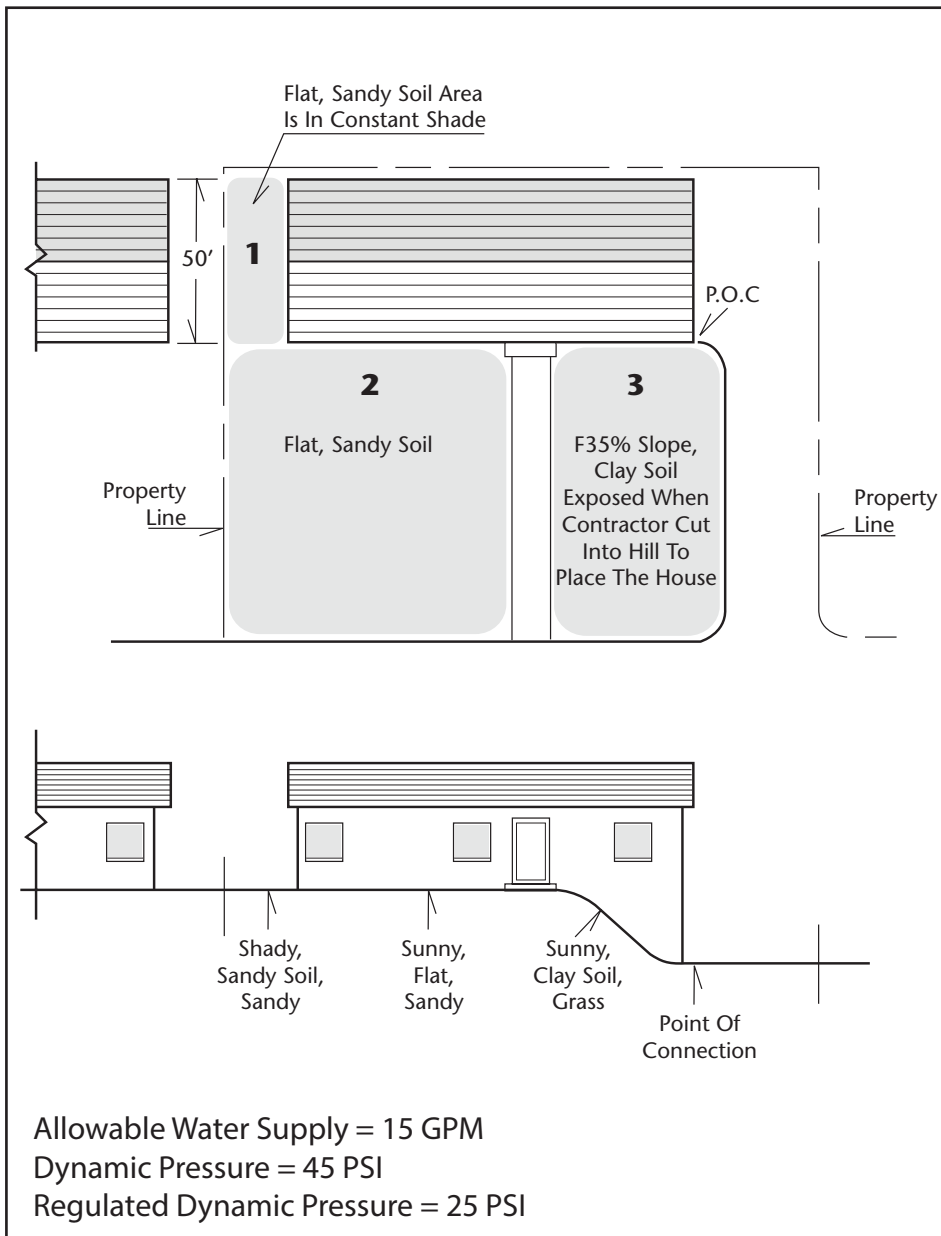 Flat, Sandy Soil Area
Is In Constant Shade
50’
1
P.O.C
2
Flat, Sandy Soil
3
F35% Slope,
Clay Soil
Exposed When
Contractor Cut
Into Hill To
Place The House
Property
Line
Property
Line
Shady,
Sandy Soil,
Sandy
Sunny,
Flat,
Sandy
Sunny,
Clay Soil,
Grass
Point Of
Connection
Allowable Water Supply = 15 GPM
Dynamic Pressure = 45 PSI
Regulated Dynamic Pressure = 25 PSI